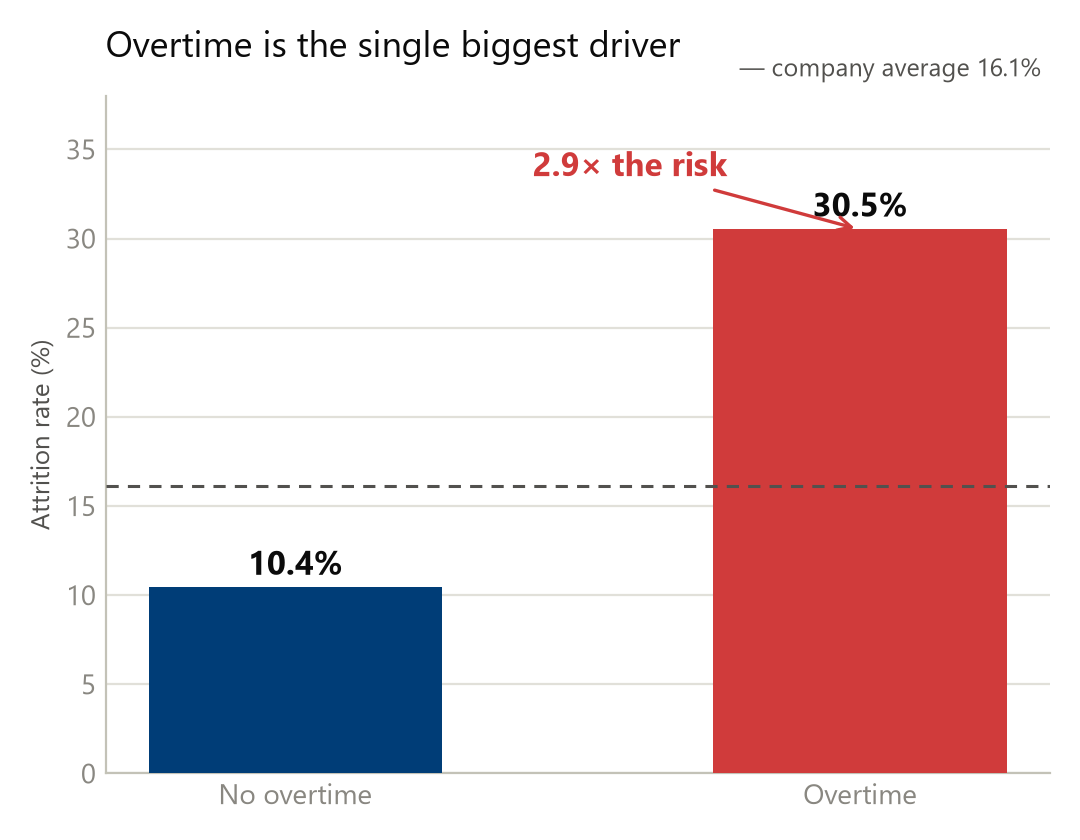 Overtime is the single biggest driver
— company average 16.1%
35
2.9× the risk
30.5%
30
25
20
15
10.4%
10
5
0
Attrition rate (%)
No overtime
Overtime